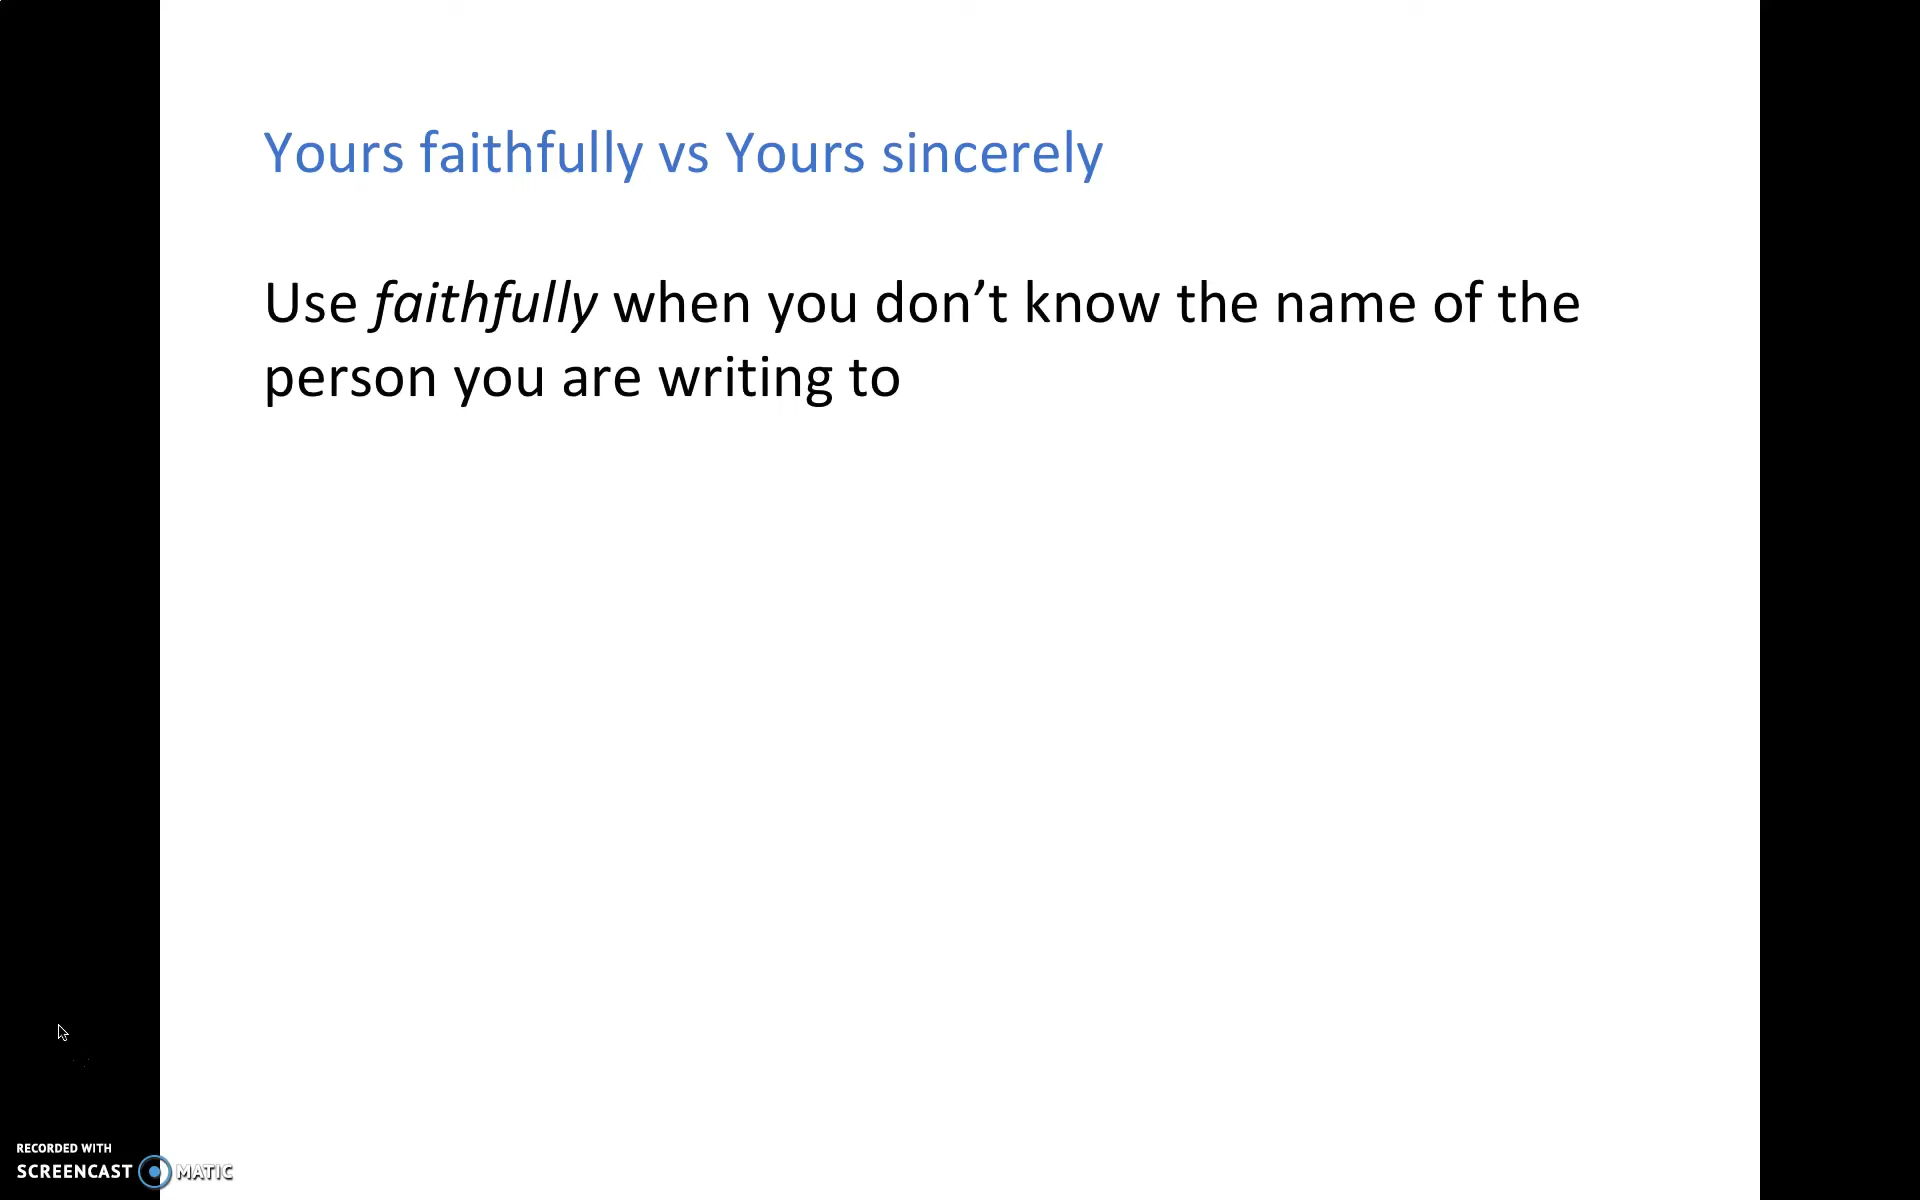 Yours faithfully vs Yours sincerely
Use faithfully when you don’t know the name of the
person you are writing to
RECORDED WITH
SCREENCAST MATIC